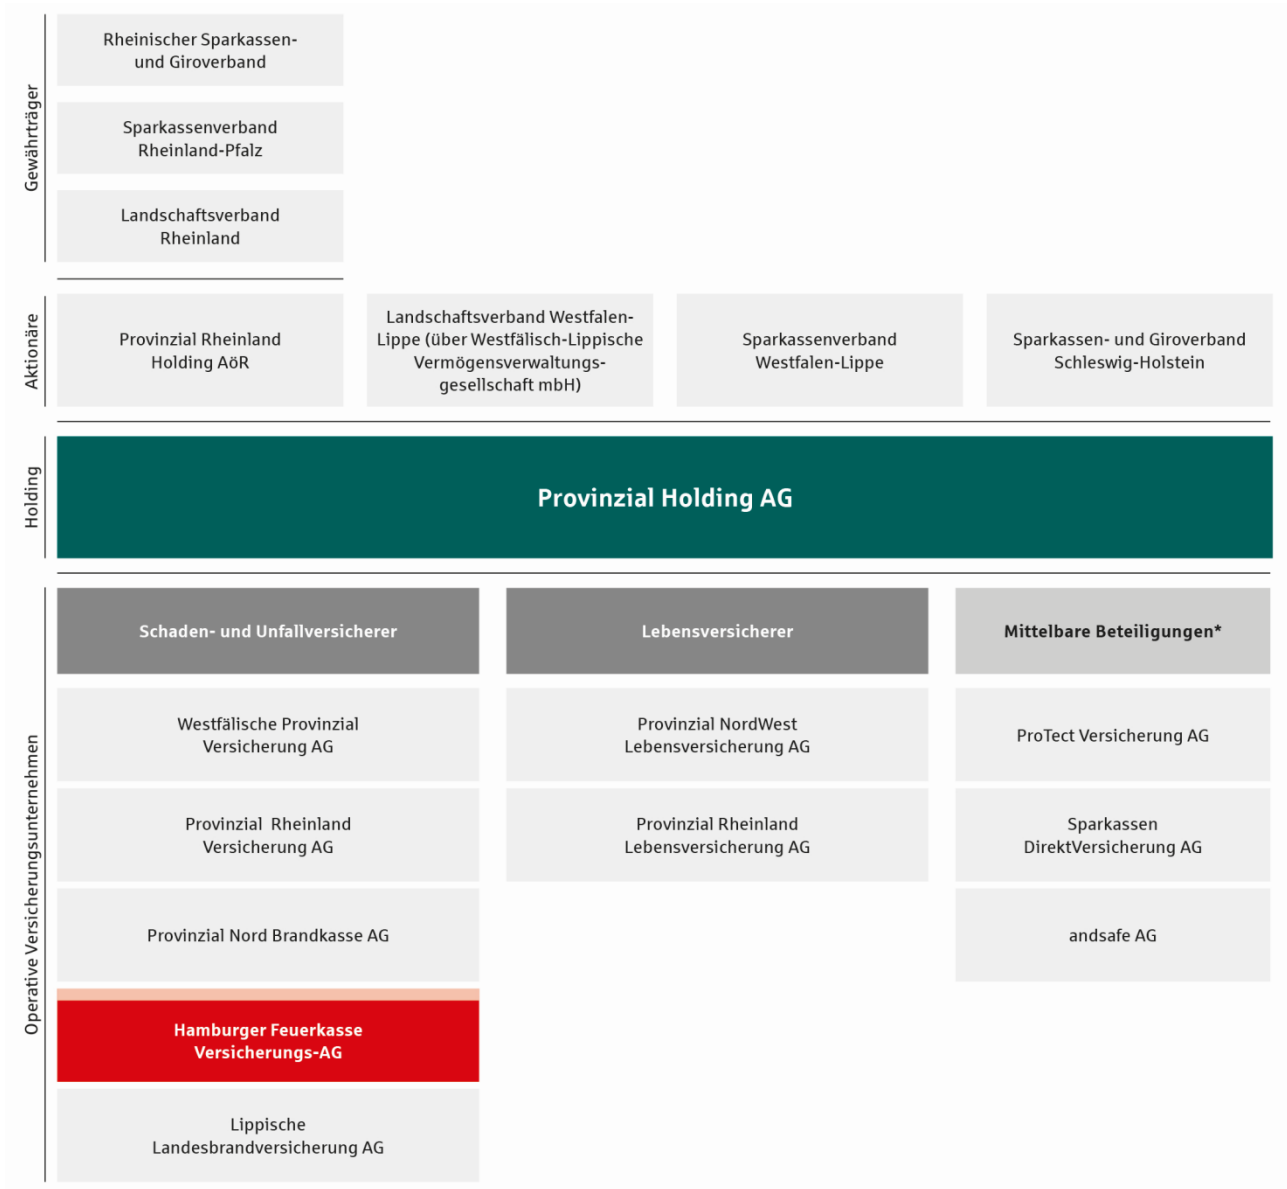 Gewährträger
Rheinischer Sparkassen-
und Giroverband
Sparkassenverband
Rheinland-Pfalz
Landschaftsverband
Rheinland
Aktionäre
Provinzial Rheinland
Holding AöR
Landschaftsverband Westfalen-
Lippe (über Westfälisch-Lippische
Vermögensverwaltungs-
gesellschaft mbH)
Sparkassenverband
Westfalen-Lippe
Sparkassen- und Giroverband
Schleswig-Holstein
Holding
Provinzial Holding AG
Operative Versicherungsunternehmen
Schaden- und Unfallversicherer
Westfälische Provinzial
Versicherung AG
Provinzial Rheinland
Versicherung AG
Provinzial Nord Brandkasse AG
Hamburger Feuerkasse
Versicherungs-AG
Lippische
Landesbrandversicherung AG
Lebensversicherer
Provinzial NordWest
Lebensversicherung AG
Provinzial Rheinland
Lebensversicherung AG
Mittelbare Beteiligungen*
ProTect Versicherung AG
Sparkassen
DirektVersicherung AG
andsafe AG